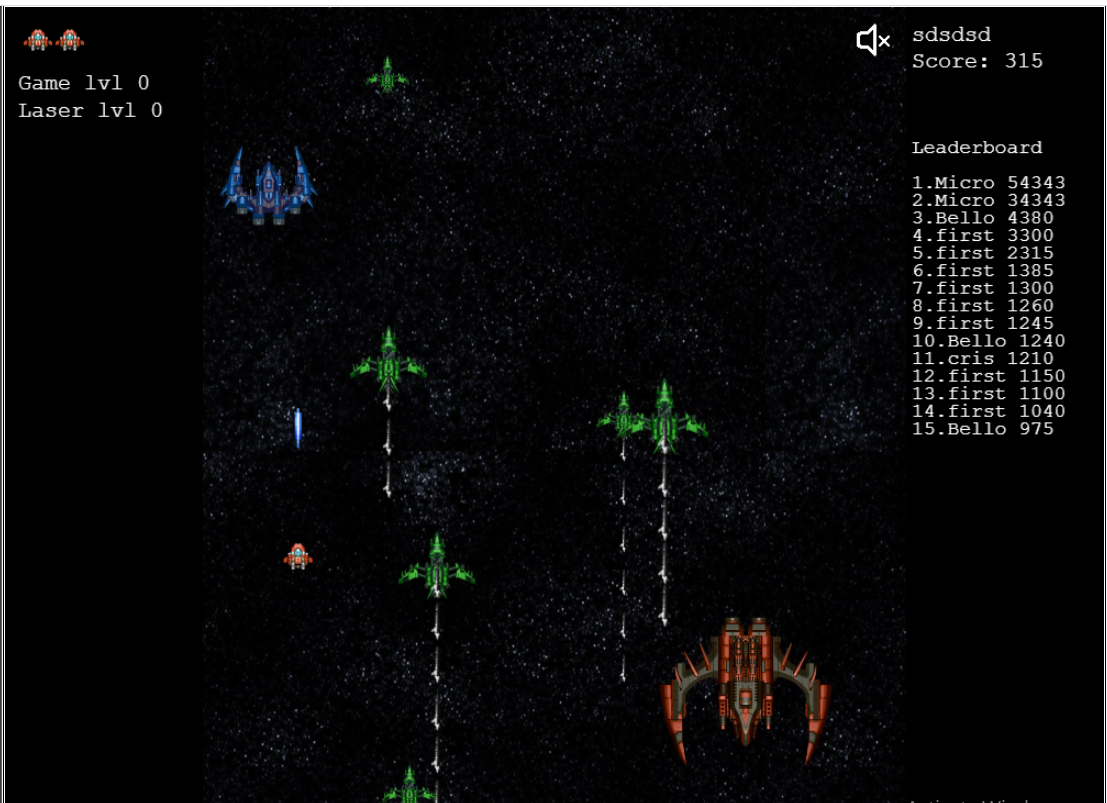 Game lvl 0
Laser lvl 0
sdsdsd
Score: 315
Leaderboard
1.Micro 54343
2.Micro 34343
3.Bello 4380
4.first 3300
5.first 2315
6.first 1385
7.first 1300
8.first 1260
9.first 1245
10.Bello 1240
11.cris 1210
12.first 1150
13.first 1100
14.first 1040
15.Bello 975